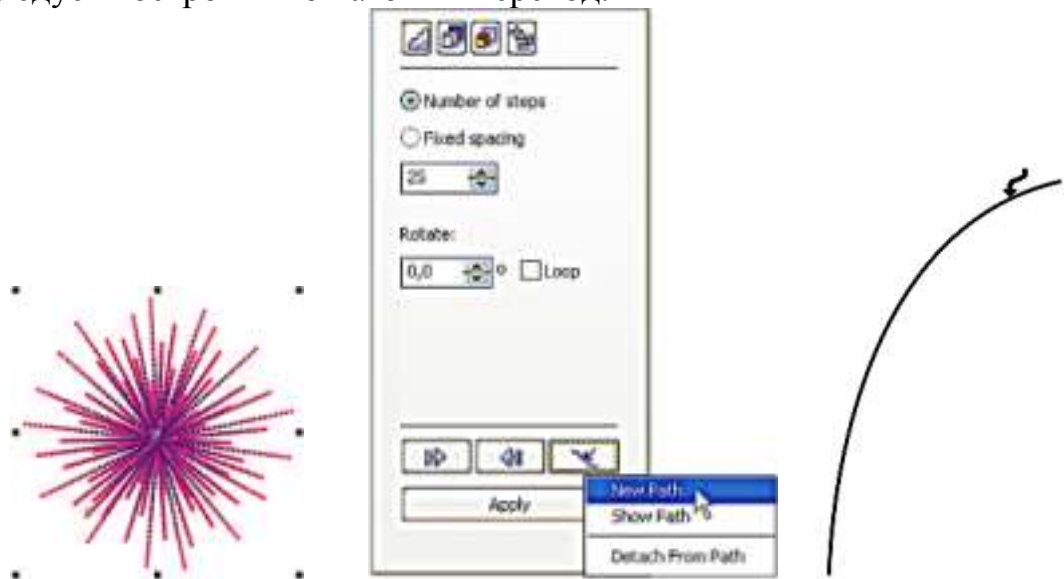 Number of steps
Fixed spacing
25
Rotate:
0,0 ° Loop
Apply
New Path...
Show Path
Detach From Path